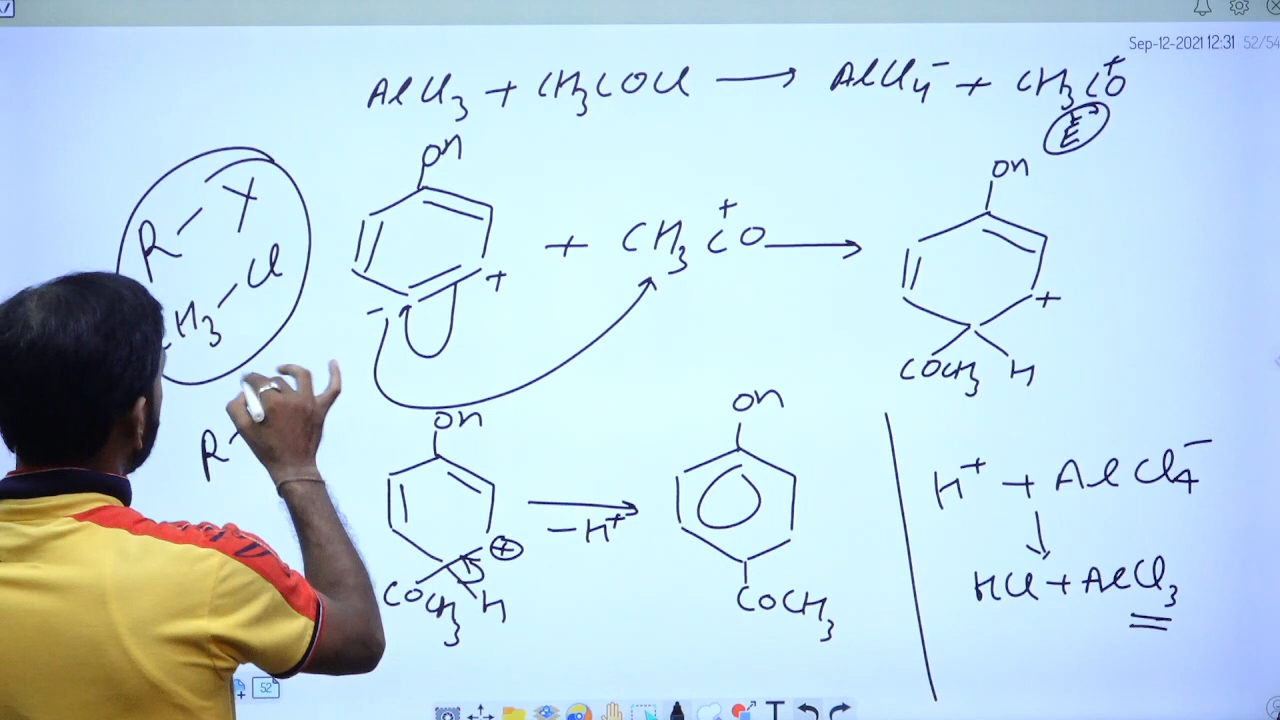 Sep-12-2021 12:31 52/54
AlCl3 + CH3COCl → AlCl4⁻ + CH3C⁺O
E⁺
R - X
H3 - Cl
OH
+
-
+ CH3C⁺O →
OH
+
COCH3 H
R
OH
+
COCH3 H
→
-H⁺
OH
COCH3
H⁺ + AlCl4⁻
↓
HCl + AlCl3
52
T